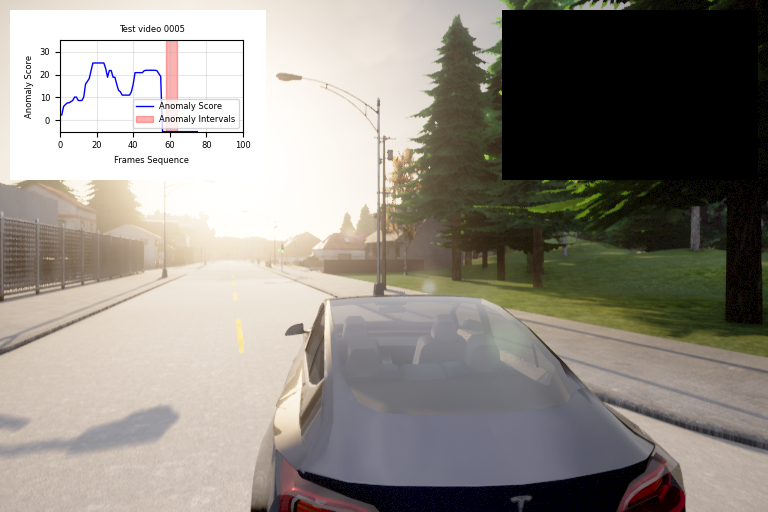 Test video 0005
Anomaly Score
30
20
10
0
Anomaly Score
Anomaly Intervals
0 20 40 60 80 100
Frames Sequence